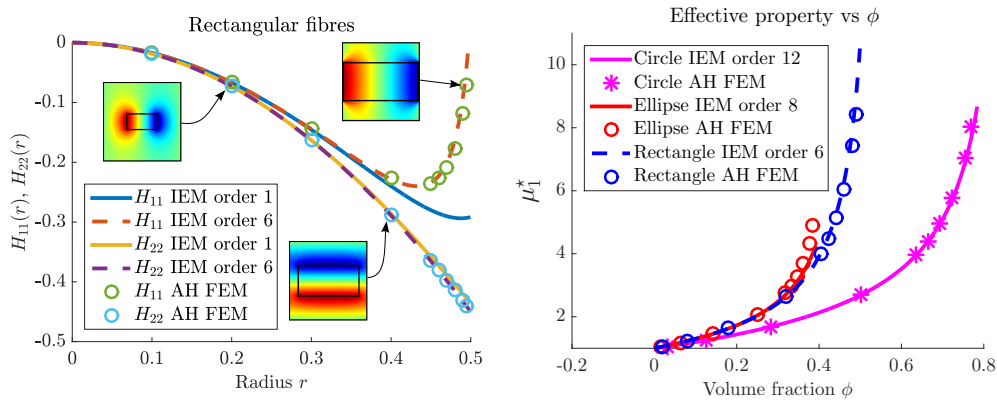 Rectangular fibres
0
-0.1
-0.2
-0.3
-0.4
-0.5
H₁₁(r), H₂₂(r)
H₁₁ IEM order 1
H₁₁ IEM order 6
H₂₂ IEM order 1
H₂₂ IEM order 6
H₁₁ AH FEM
H₂₂ AH FEM
0
0.1
0.2
0.3
0.4
0.5
Radius r
Effective property vs ϕ
10
8
6
4
2
μ₁*
Circle IEM order 12
Circle AH FEM
Ellipse IEM order 8
Ellipse AH FEM
Rectangle IEM order 6
Rectangle AH FEM
-0.2
0
0.2
0.4
0.6
0.8
Volume fraction ϕ